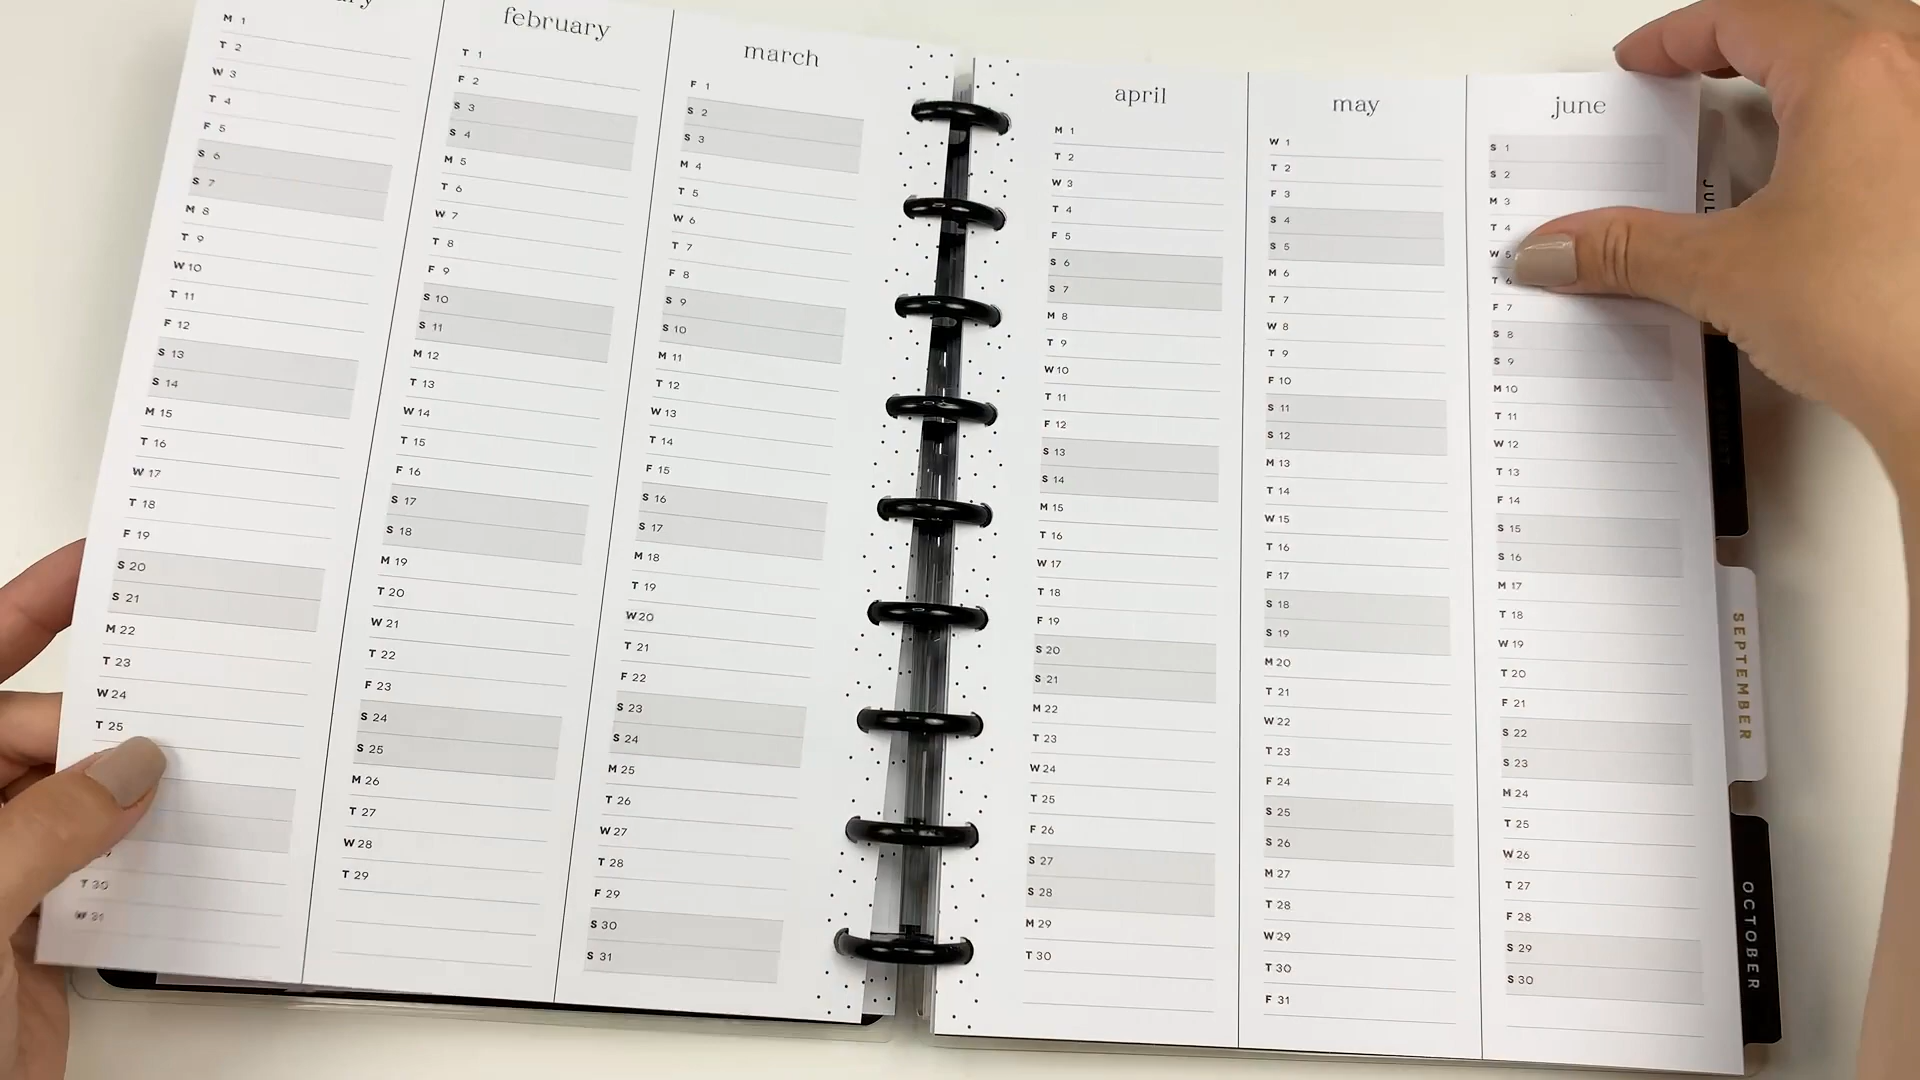 M 1
T 2
W 3
T 4
F 5
S 6
S 7
M 8
T 9
W 10
T 11
F 12
S 13
S 14
M 15
T 16
W 17
T 18
F 19
S 20
S 21
M 22
T 23
W 24
T 25
T 30
W 31
february
T 1
F 2
S 3
S 4
M 5
T 6
W 7
T 8
F 9
S 10
S 11
M 12
T 13
W 14
T 15
F 16
S 17
S 18
M 19
T 20
W 21
T 22
F 23
S 24
S 25
M 26
T 27
W 28
T 29
march
F 1
S 2
S 3
M 4
T 5
W 6
T 7
F 8
S 9
S 10
M 11
T 12
W 13
T 14
F 15
S 16
S 17
M 18
T 19
W 20
T 21
F 22
S 23
S 24
M 25
T 26
W 27
T 28
F 29
S 30
S 31
april
M 1
T 2
W 3
T 4
F 5
S 6
S 7
M 8
T 9
W 10
T 11
F 12
S 13
S 14
M 15
T 16
W 17
T 18
F 19
S 20
S 21
M 22
T 23
W 24
T 25
F 26
S 27
S 28
M 29
T 30
may
W 1
T 2
F 3
S 4
S 5
M 6
T 7
W 8
T 9
F 10
S 11
S 12
M 13
T 14
W 15
T 16
F 17
S 18
S 19
M 20
T 21
W 22
T 23
F 24
S 25
S 26
M 27
T 28
W 29
T 30
F 31
june
S 1
S 2
M 3
T 4
W 5
T 6
F 7
S 8
S 9
M 10
T 11
W 12
T 13
F 14
S 15
S 16
M 17
T 18
W 19
T 20
F 21
S 22
S 23
M 24
T 25
W 26
T 27
F 28
S 29
S 30
SEPTEMBER
OCTOBER